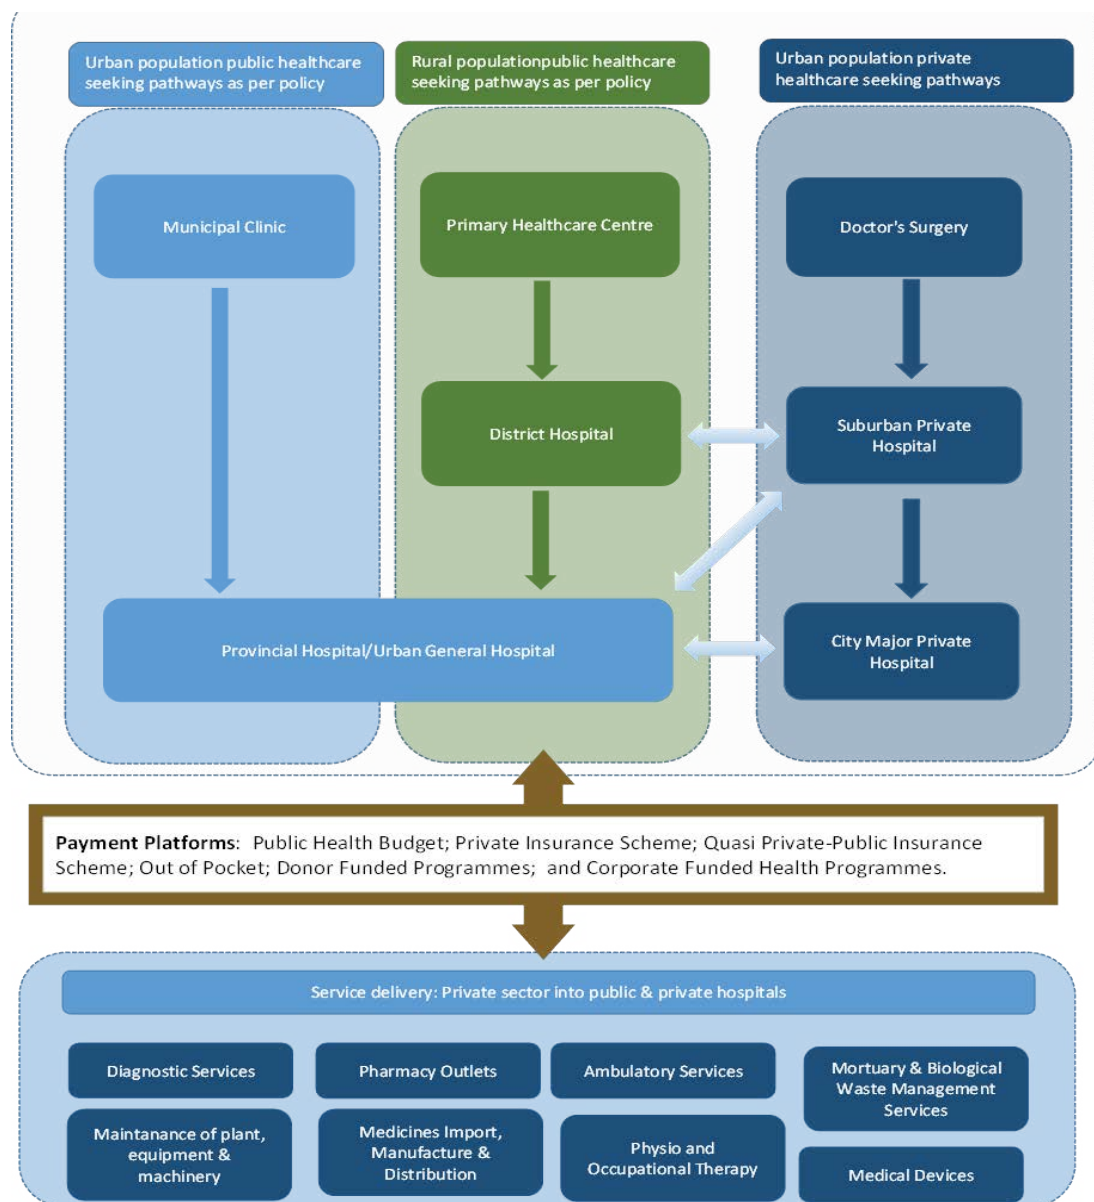 Urban population public healthcare
seeking pathways as per policy
Rural populationpublic healthcare
seeking pathways as per policy
Urban population private
healthcare seeking pathways
Municipal Clinic
Primary Healthcare Centre
Doctor's Surgery
District Hospital
Suburban Private
Hospital
Provincial Hospital/Urban General Hospital
City Major Private
Hospital
Payment Platforms: Public Health Budget; Private Insurance Scheme; Quasi Private-Public Insurance
Scheme; Out of Pocket; Donor Funded Programmes; and Corporate Funded Health Programmes.
Service delivery: Private sector into public & private hospitals
Diagnostic Services
Pharmacy Outlets
Ambulatory Services
Mortuary & Biological
Waste Management
Services
Maintanance of plant,
equipment &
machinery
Medicines Import,
Manufacture &
Distribution
Physio and
Occupational Therapy
Medical Devices